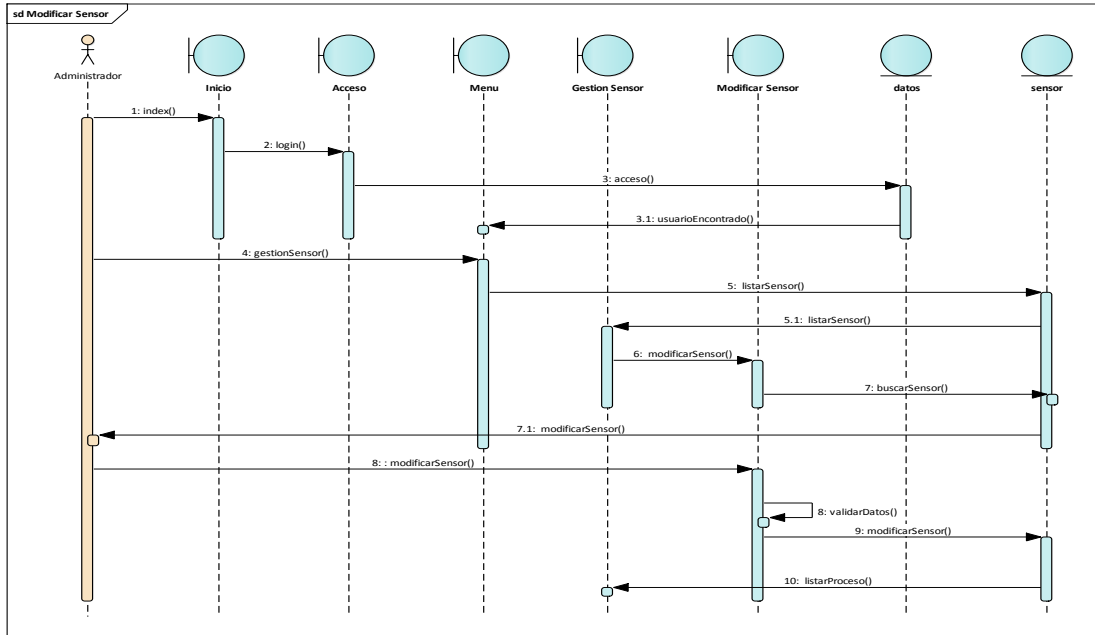 sd Modificar Sensor
Administrador
Inicio
Acceso
Menu
Gestion Sensor
Modificar Sensor
datos
sensor
1: index()
2: login()
3: acceso()
3.1: usuarioEncontrado()
4: gestionSensor()
5: listarSensor()
5.1: listarSensor()
6: modificarSensor()
7: buscarSensor()
7.1: modificarSensor()
8: : modificarSensor()
8: validarDatos()
9: modificarSensor()
10: listarProceso()